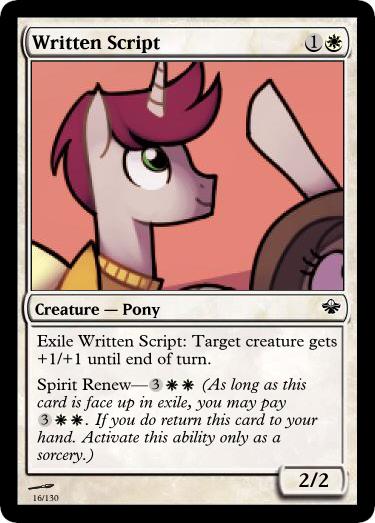 Written Script 1
Creature — Pony
Exile Written Script: Target creature gets
+1/+1 until end of turn.
Spirit Renew—3 (As long as this
card is face up in exile, you may pay
3. If you do return this card to your
hand. Activate this ability only as a
sorcery.)
2/2
16/130